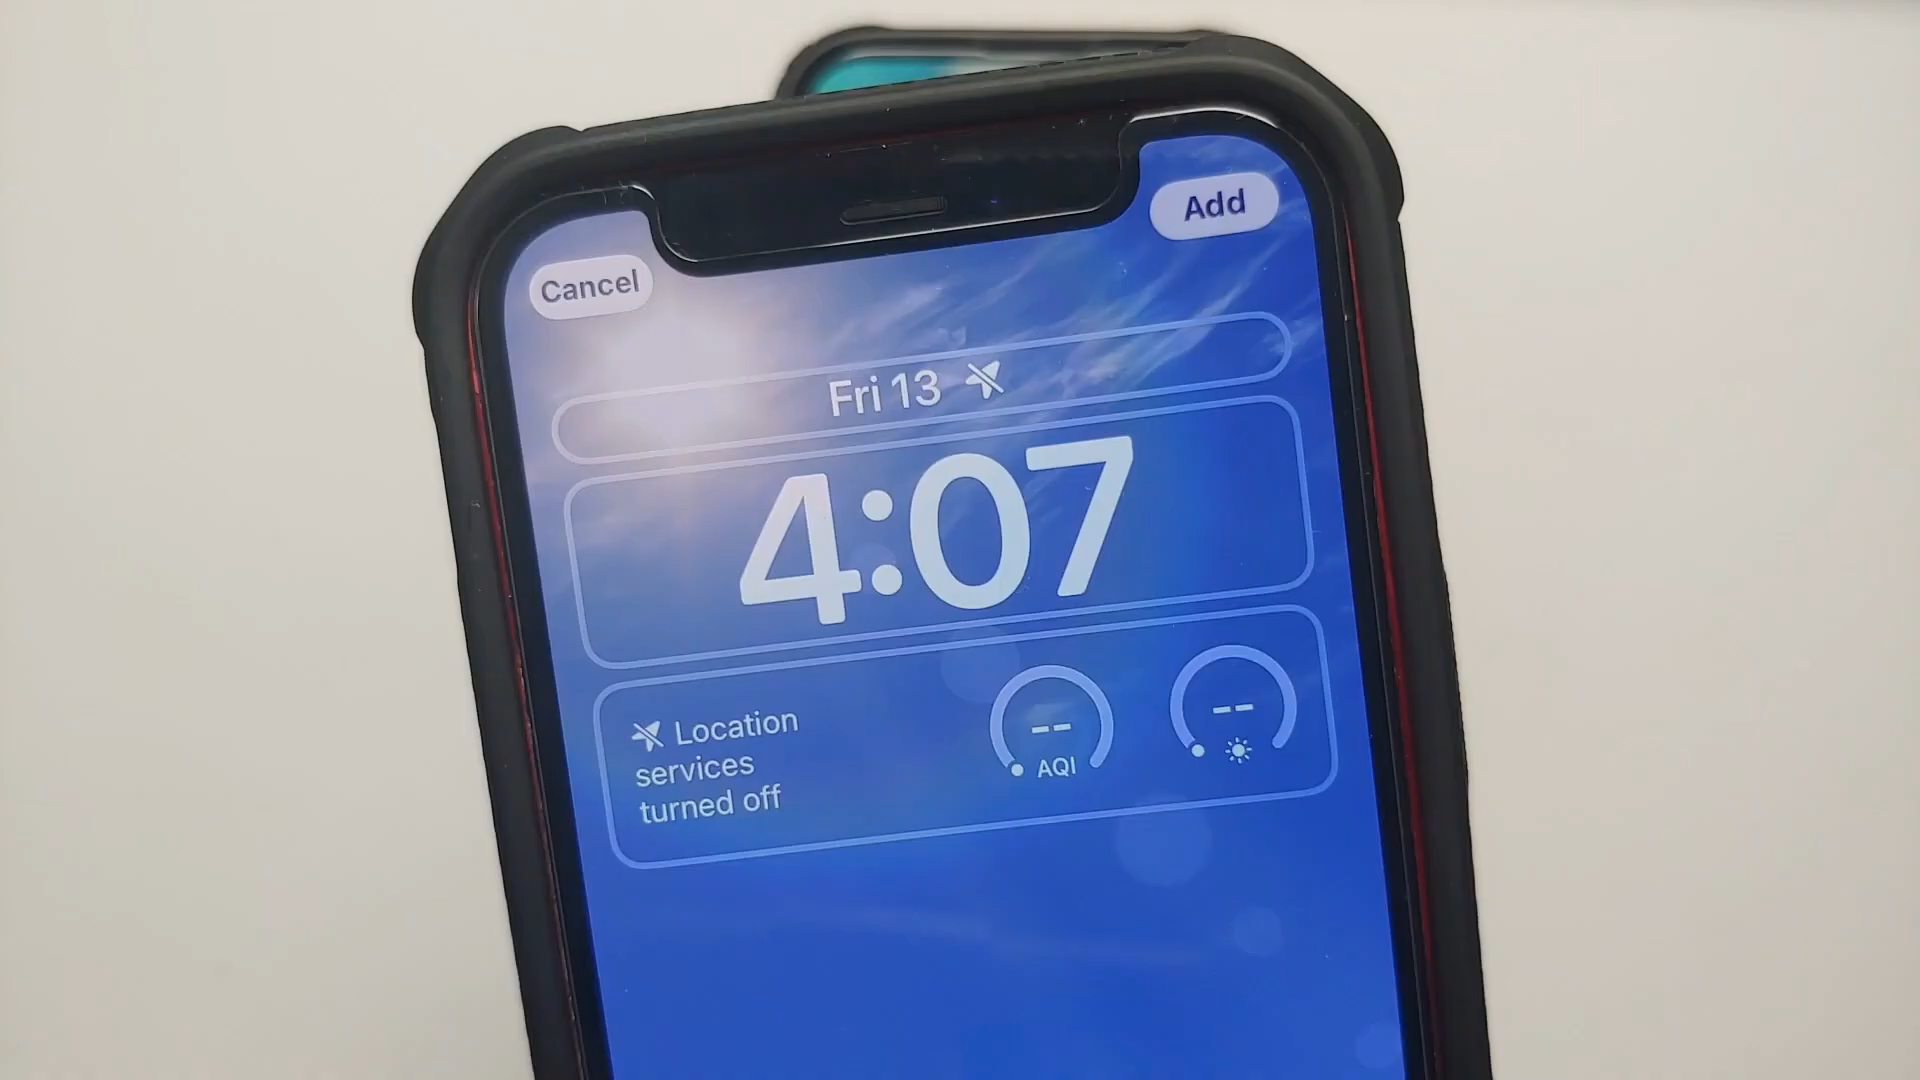 Cancel
Add
Fri 13
4:07
Location
services
turned off
--
AQI
--